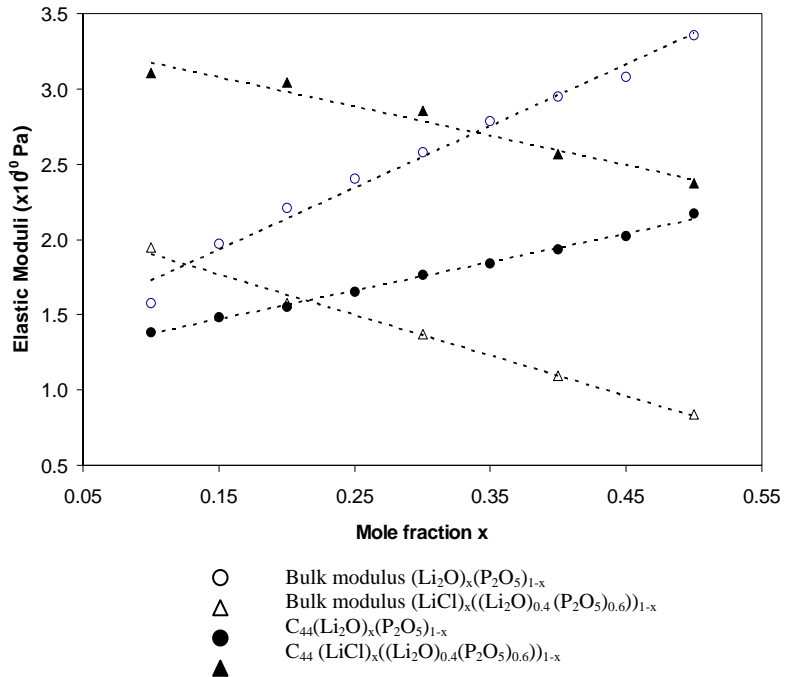 3.5
3.0
2.5
2.0
1.5
1.0
0.5
Elastic Moduli (x10¹⁰ Pa)
0.05 0.15 0.25 0.35 0.45 0.55
Mole fraction x
Bulk modulus (Li₂O)ₓ(P₂O₅)₁₋ₓ
Bulk modulus (LiCl)ₓ((Li₂O)₀.₄ (P₂O₅)₀.₆))₁₋ₓ
C₄₄(Li₂O)ₓ(P₂O₅)₁₋ₓ
C₄₄ (LiCl)ₓ((Li₂O)₀.₄(P₂O₅)₀.₆))₁₋ₓ